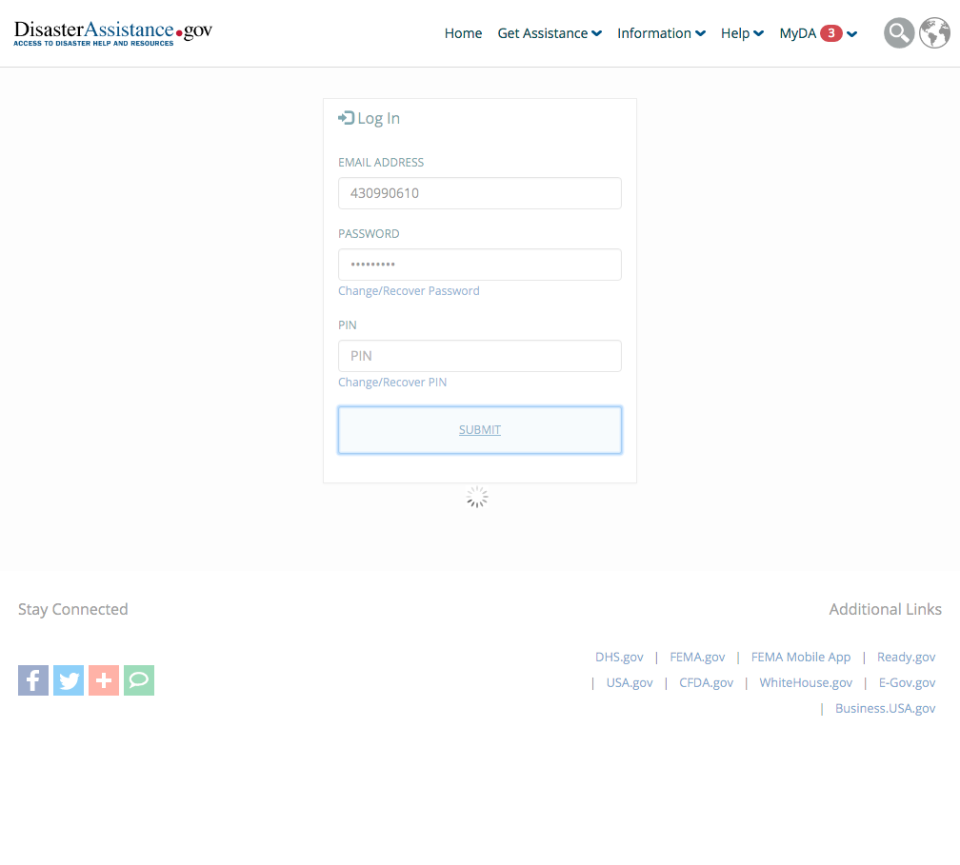 DisasterAssistance.gov
ACCESS TO DISASTER HELP AND RESOURCES
Home Get Assistance Information Help MyDA 3
Log In
EMAIL ADDRESS
430990610
PASSWORD
•••••••••
Change/Recover Password
PIN
PIN
Change/Recover PIN
SUBMIT
Stay Connected
Additional Links
DHS.gov | FEMA.gov | FEMA Mobile App | Ready.gov
| USA.gov | CFDA.gov | WhiteHouse.gov | E-Gov.gov
| Business.USA.gov